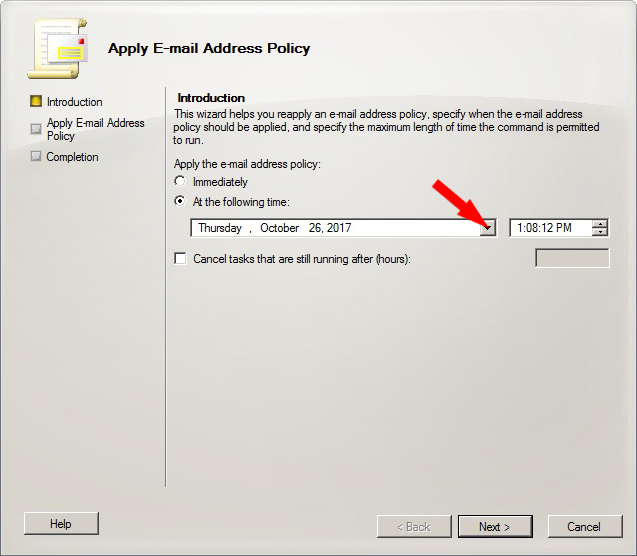 Apply E-mail Address Policy
Introduction
Apply E-mail Address
Policy
Completion
Introduction
This wizard helps you reapply an e-mail address policy, specify when the e-mail address
policy should be applied, and specify the maximum length of time the command is permitted
to run.
Apply the e-mail address policy:
Immediately
At the following time:
Thursday , October 26, 2017
1:08:12 PM
Cancel tasks that are still running after (hours):
Help
< Back
Next >
Cancel